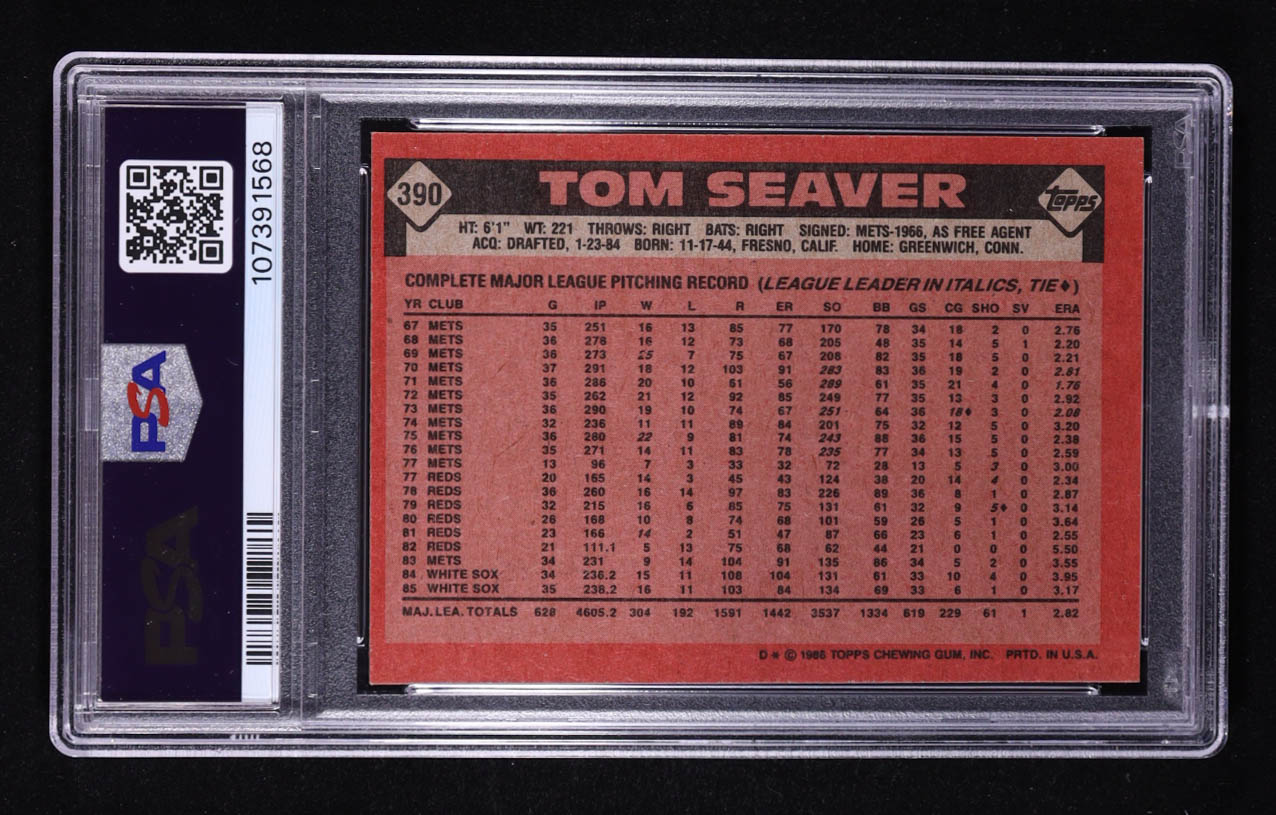 107391568
PSA
PSA
390
TOM SEAVER
topps
HT: 6'1" WT: 221 THROWS: RIGHT BATS: RIGHT SIGNED: METS-1966, AS FREE AGENT
ACQ: DRAFTED, 1-23-84 BORN: 11-17-44, FRESNO, CALIF. HOME: GREENWICH, CONN.
COMPLETE MAJOR LEAGUE PITCHING RECORD (LEAGUE LEADER IN ITALICS, TIE♦)
YR CLUB G IP W L R ER SO BB GS CG SHO SV ERA
67 METS 35 251 16 13 85 77 170 78 34 18 2 0 2.76
68 METS 36 278 16 12 73 68 205 48 35 14 5 1 2.20
69 METS 36 273 25 7 75 67 208 82 35 18 5 0 2.21
70 METS 37 291 18 12 103 91 283 83 36 19 2 0 2.81
71 METS 36 286 20 10 61 56 289 61 35 21 4 0 1.76
72 METS 35 262 21 12 92 85 249 77 35 13 3 0 2.92
73 METS 36 290 19 10 74 67 251 64 36 18♦ 3 0 2.08
74 METS 32 236 11 11 89 84 201 75 32 12 5 0 3.20
75 METS 36 280 22 9 81 74 243 88 36 15 5 0 2.38
76 METS 35 271 14 11 83 78 235 77 34 13 5 0 2.59
77 METS 13 96 7 3 33 32 72 28 13 5 3 0 3.00
77 REDS 20 165 14 3 45 43 124 38 20 14 4 0 2.34
78 REDS 36 260 16 14 97 83 226 89 36 8 1 0 2.87
79 REDS 32 215 16 6 85 75 131 61 32 9 5♦ 0 3.14
80 REDS 26 168 10 8 74 68 101 59 26 5 1 0 3.64
81 REDS 23 166 14 2 51 47 87 66 23 6 1 0 2.55
82 REDS 21 111.1 5 13 75 68 62 44 21 0 0 0 5.50
83 METS 34 231 9 14 104 91 135 86 34 5 2 0 3.55
84 WHITE SOX 34 236.2 15 11 108 104 131 61 33 10 4 0 3.95
85 WHITE SOX 35 238.2 16 11 103 84 134 69 33 6 1 0 3.17
MAJ. LEA. TOTALS 628 4605.2 304 192 1591 1442 3537 1334 619 229 61 1 2.82
D * © 1986 TOPPS CHEWING GUM, INC. PRTD. IN U.S.A.